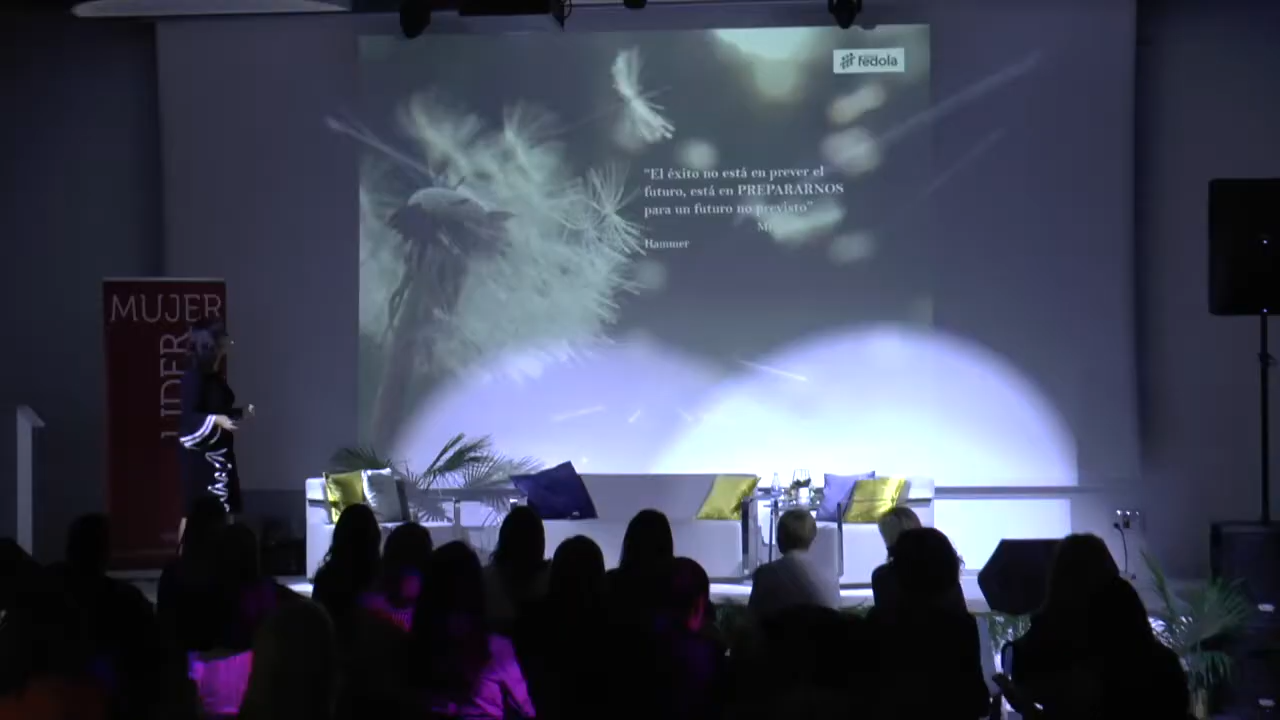 fedola
"El éxito no está en prever el
futuro, está en PREPARARNOS
para un futuro no previsto"
Hammer
MUJER